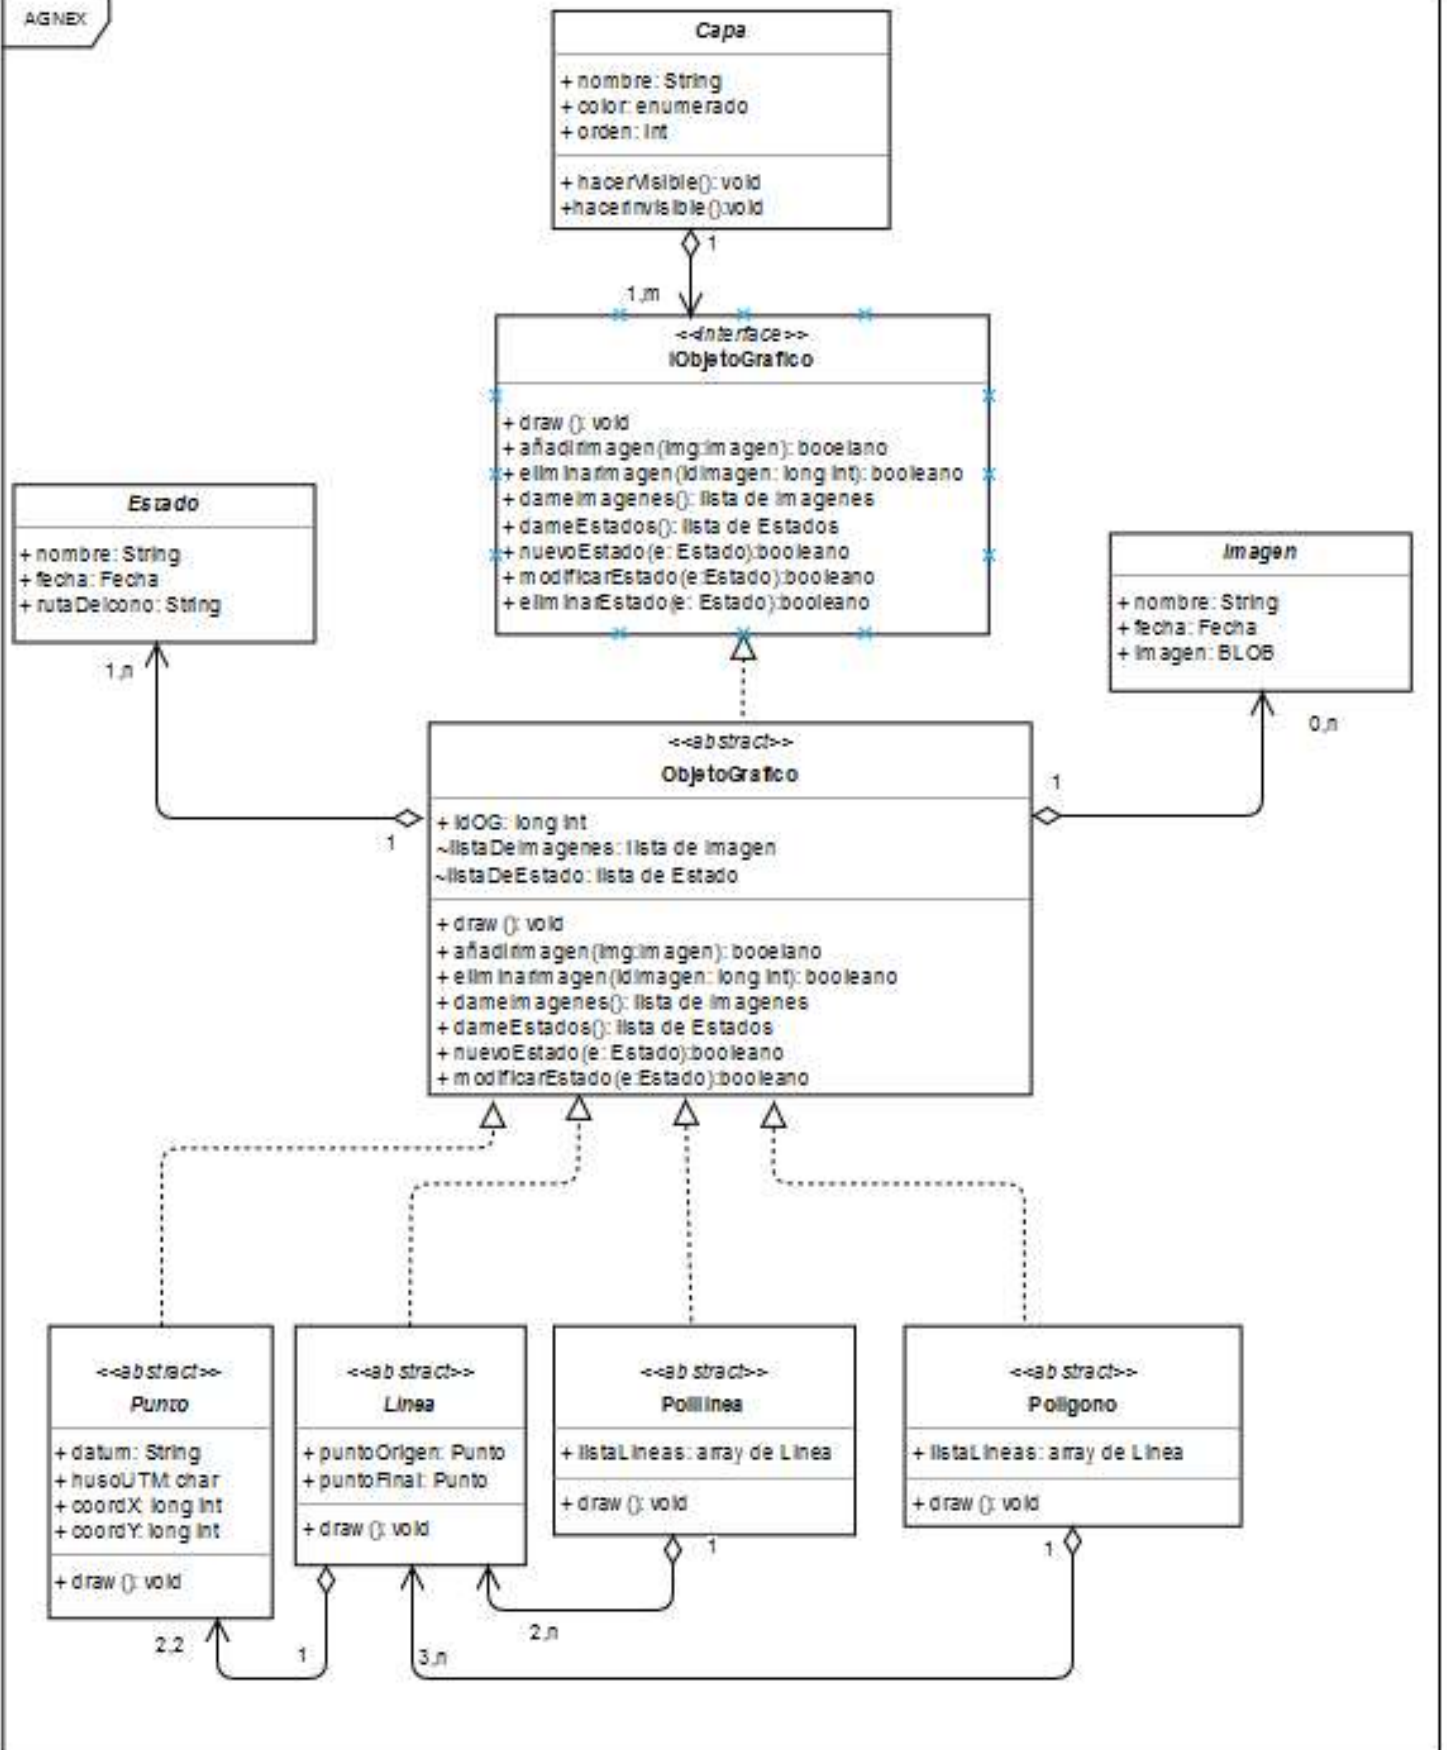 AGNEX
Capa
+ nombre: String
+ color: enumerado
+ orden: int
+ hacerVisible(): void
+hacerInvisible():void
1
1,m
<<interface>>
IObjetoGrafico
+ draw (): void
+ añadirImagen(img:Imagen): booelano
+ eliminarImagen(idImagen: long int): booleano
+ dameImagenes(): lista de imagenes
+ dameEstados(): lista de Estados
+ nuevoEstado(e: Estado):booleano
+ modificarEstado(e:Estado):booleano
+ eliminarEstado(e: Estado):booleano
Estado
+ nombre: String
+ fecha: Fecha
+ rutaDeIcono: String
1,n
1
Imagen
+ nombre: String
+ fecha: Fecha
+ imagen: BLOB
0,n
1
<<abstract>>
ObjetoGrafico
+ idOG: long int
~listaDeImagenes: lista de Imagen
~listaDeEstado: lista de Estado
+ draw (): void
+ añadirImagen(img:Imagen): booelano
+ eliminarImagen(idImagen: long int): booleano
+ dameImagenes(): lista de imagenes
+ dameEstados(): lista de Estados
+ nuevoEstado(e: Estado):booleano
+ modificarEstado(e:Estado):booleano
<<abstract>>
Punto
+ datum: String
+ husoUTM: char
+ coordX: long int
+ coordY: long int
+ draw (): void
<<abstract>>
Linea
+ puntoOrigen: Punto
+ puntoFinal: Punto
+ draw (): void
<<abstract>>
Polilinea
+ listaLineas: array de Linea
+ draw (): void
<<abstract>>
Poligono
+ listaLineas: array de Linea
+ draw (): void
1
1
2,n
2,2
1
3,n